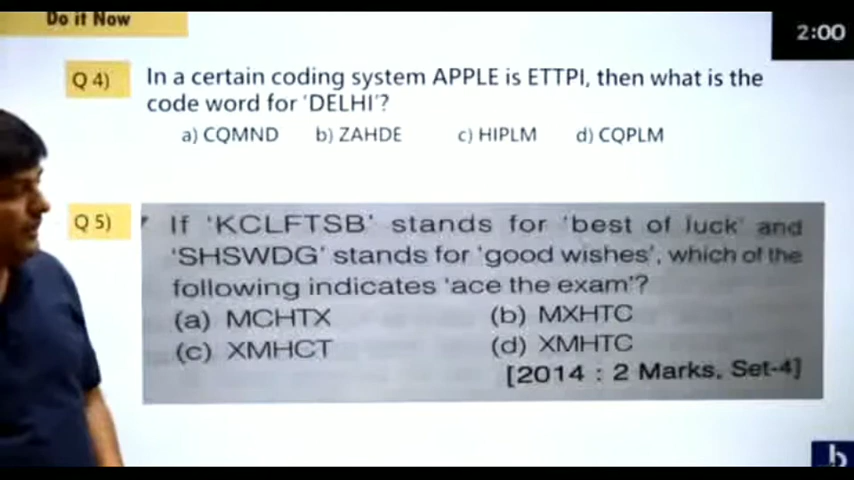 Do it Now
2:00
Q 4) In a certain coding system APPLE is ETTPI, then what is the
code word for 'DELHI'?
a) CQMND b) ZAHDE c) HIPLM d) CQPLM
Q 5) If 'KCLFTSB' stands for 'best of luck' and
'SHSWDG' stands for 'good wishes', which of the
following indicates 'ace the exam'?
(a) MCHTX (b) MXHTC
(c) XMHCT (d) XMHTC
[2014 : 2 Marks, Set-4]
b